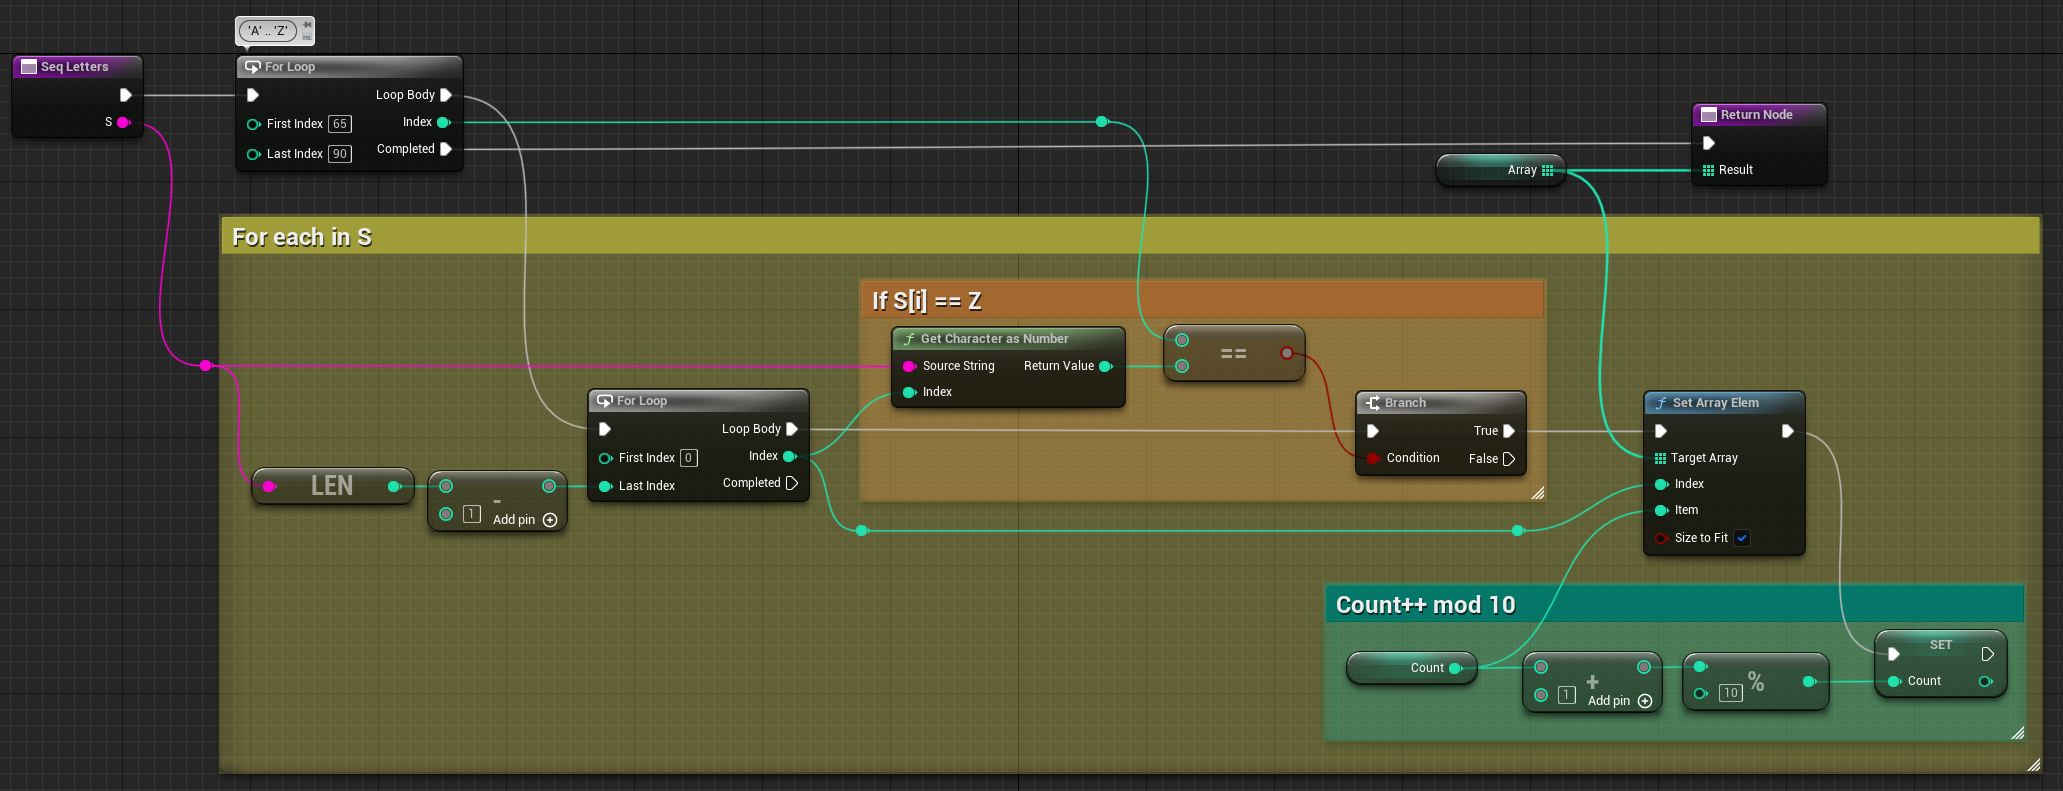 'A' .. 'Z'
Seq Letters
S
For Loop
Loop Body
First Index 65
Index
Last Index 90
Completed
Return Node
Array
Result
For each in S
If S[i] == Z
Get Character as Number
Source String
Return Value
Index
==
For Loop
Loop Body
First Index 0
Index
Last Index
Completed
LEN
-
1
Add pin
Branch
True
Condition
False
Set Array Elem
Target Array
Index
Item
Size to Fit
Count++ mod 10
Count
+
1
Add pin
%
10
SET
Count